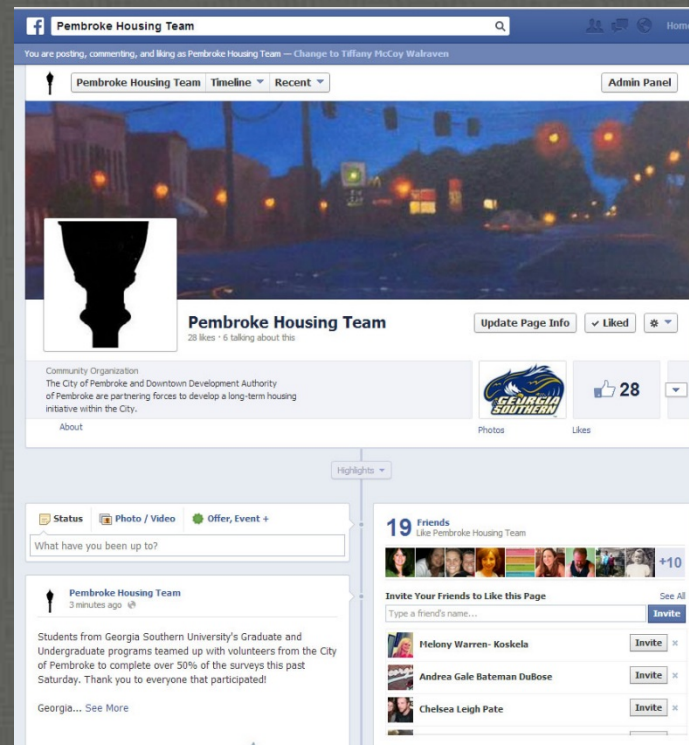 Pembroke Housing Team
Home
You are posting, commenting, and liking as Pembroke Housing Team — Change to Tiffany McCoy Walraven
Pembroke Housing Team Timeline Recent
Admin Panel
Pembroke Housing Team
28 likes · 6 talking about this
Update Page Info
Liked
Community Organization
The City of Pembroke and Downtown Development Authority
of Pembroke are partnering forces to develop a long-term housing
initiative within the City.
About
GEORGIA
SOUTHERN
Photos
28
Likes
Highlights
Status Photo / Video Offer, Event +
What have you been up to?
Pembroke Housing Team
3 minutes ago
Students from Georgia Southern University's Graduate and
Undergraduate programs teamed up with volunteers from the City
of Pembroke to complete over 50% of the surveys this past
Saturday. Thank you to everyone that participated!
Georgia... See More
19 Friends
Like Pembroke Housing Team
+10
Invite Your Friends to Like this Page
See All
Type a friend's name...
Invite
Melony Warren- Koskela
Invite
Andrea Gale Bateman DuBose
Invite
Chelsea Leigh Pate
Invite